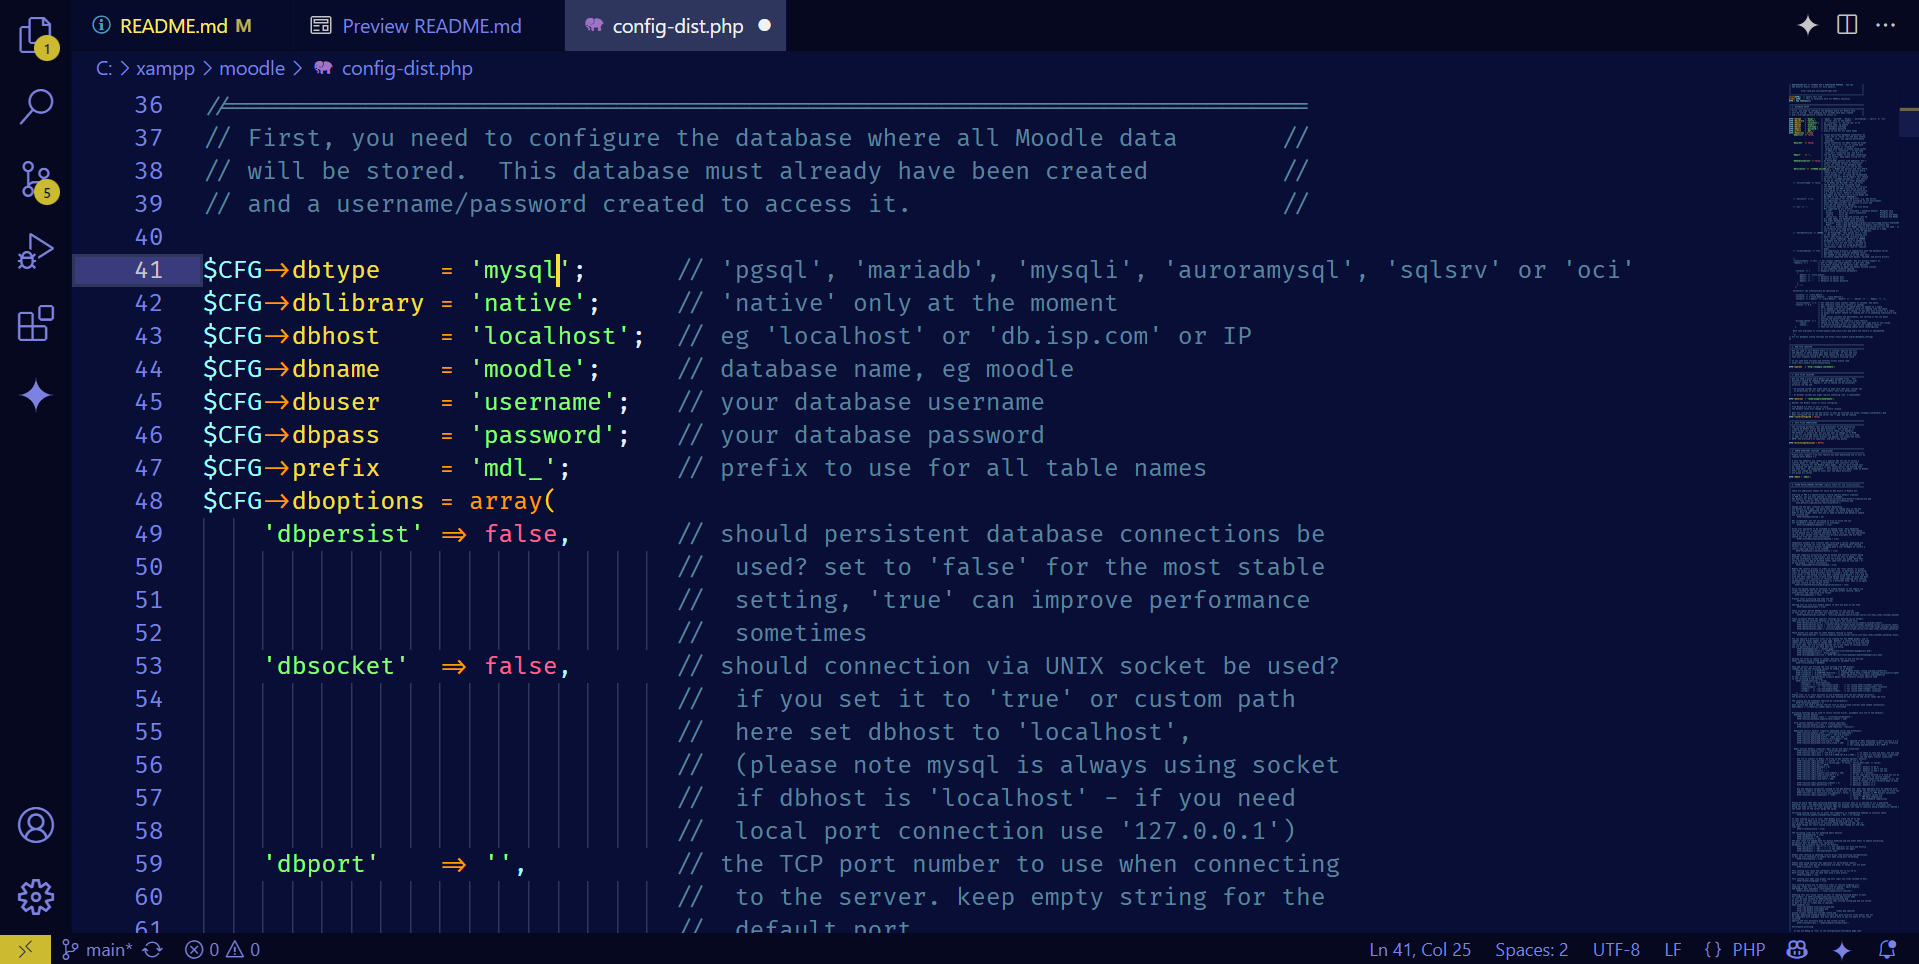 README.md M
Preview README.md
config-dist.php
1
C: > xampp > moodle > config-dist.php
36 //=========================================================================
37 // First, you need to configure the database where all Moodle data //
38 // will be stored.  This database must already have been created //
39 // and a username/password created to access it. //
40
41 $CFG->dbtype    = 'mysql'; // 'pgsql', 'mariadb', 'mysqli', 'auroramysql', 'sqlsrv' or 'oci'
42 $CFG->dblibrary = 'native'; // 'native' only at the moment
43 $CFG->dbhost    = 'localhost'; // eg 'localhost' or 'db.isp.com' or IP
44 $CFG->dbname    = 'moodle'; // database name, eg moodle
45 $CFG->dbuser    = 'username'; // your database username
46 $CFG->dbpass    = 'password'; // your database password
47 $CFG->prefix    = 'mdl_'; // prefix to use for all table names
48 $CFG->dboptions = array(
49 'dbpersist' => false, // should persistent database connections be
50 //  used? set to 'false' for the most stable
51 //  setting, 'true' can improve performance
52 //  sometimes
53 'dbsocket'  => false, // should connection via UNIX socket be used?
54 //  if you set it to 'true' or custom path
55 //  here set dbhost to 'localhost',
56 //  (please note mysql is always using socket
57 //  if dbhost is 'localhost' - if you need
58 //  local port connection use '127.0.0.1')
59 'dbport'    => '', // the TCP port number to use when connecting
60 //  to the server. keep empty string for the
61 //  default port
5
main* 0 0
Ln 41, Col 25 Spaces: 2 UTF-8 LF {} PHP